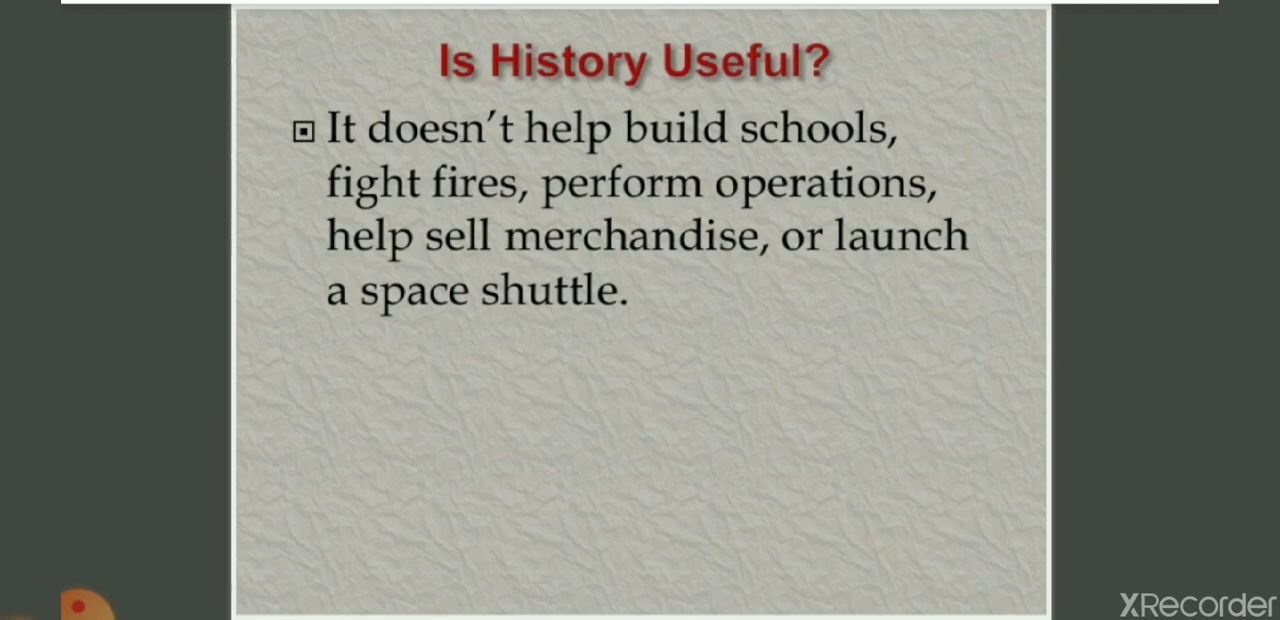 Is History Useful?
It doesn’t help build schools,
fight fires, perform operations,
help sell merchandise, or launch
a space shuttle.
XRecorder